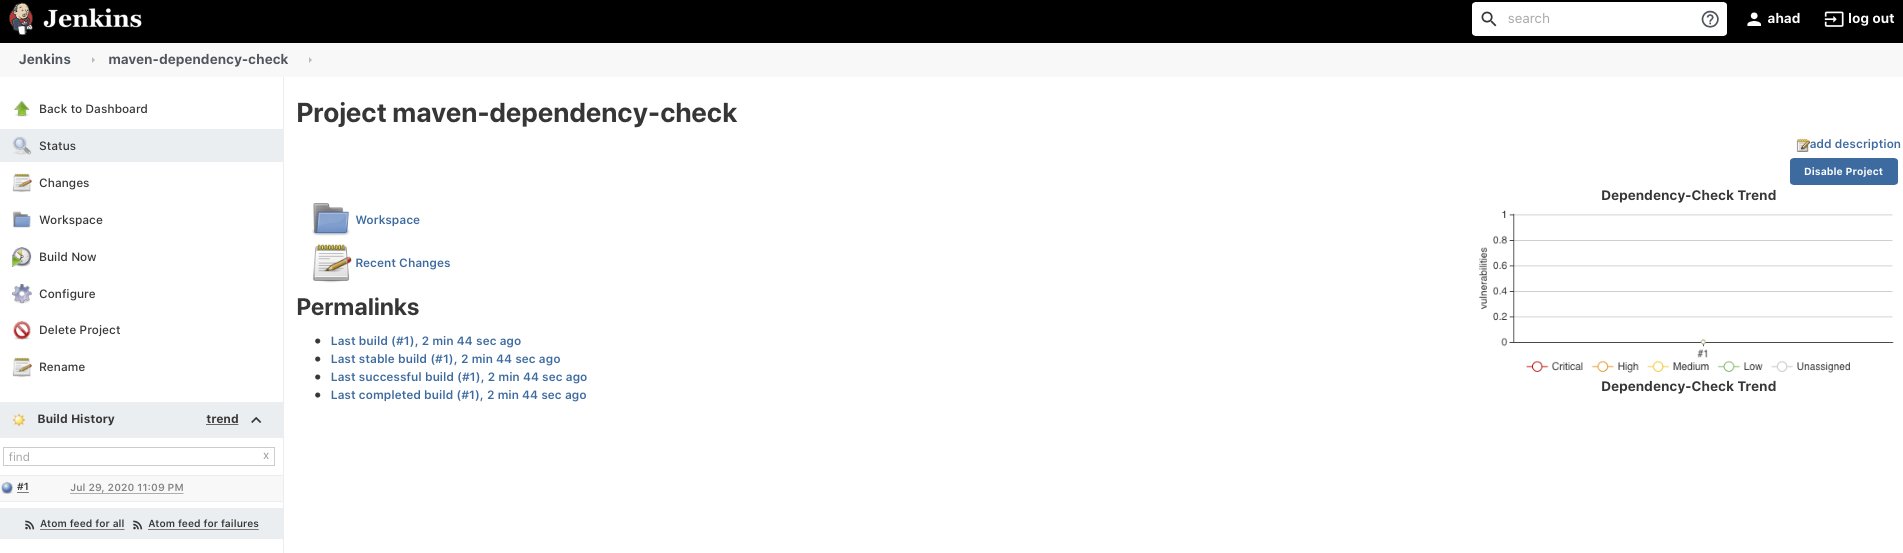 Jenkins
search
ahad
log out
Jenkins
maven-dependency-check
Back to Dashboard
Status
Changes
Workspace
Build Now
Configure
Delete Project
Rename
Build History
trend
find
x
#1
Jul 29, 2020 11:09 PM
Atom feed for all
Atom feed for failures
Project maven-dependency-check
add description
Disable Project
Workspace
Recent Changes
Permalinks
Last build (#1), 2 min 44 sec ago
Last stable build (#1), 2 min 44 sec ago
Last successful build (#1), 2 min 44 sec ago
Last completed build (#1), 2 min 44 sec ago
Dependency-Check Trend
vulnerabilities
1
0.8
0.6
0.4
0.2
0
#1
Critical High Medium Low Unassigned
Dependency-Check Trend